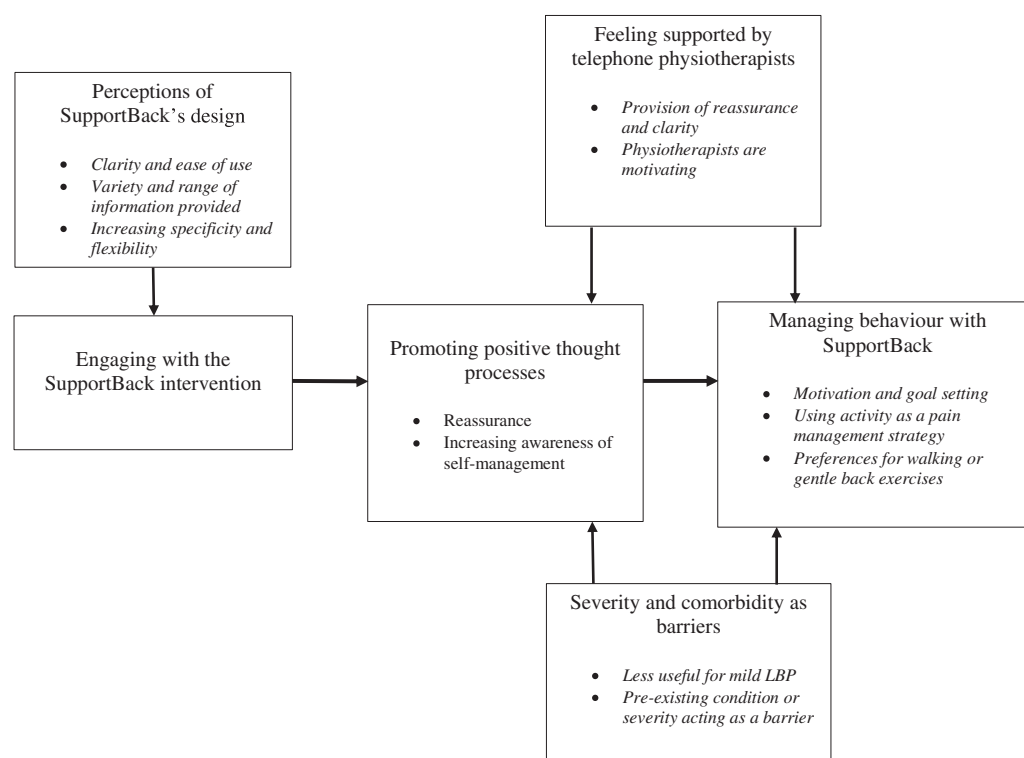 Perceptions of
SupportBack's design
• Clarity and ease of use
• Variety and range of
information provided
• Increasing specificity and
flexibility
Feeling supported by
telephone physiotherapists
• Provision of reassurance
and clarity
• Physiotherapists are
motivating
Engaging with the
SupportBack intervention
Promoting positive thought
processes
• Reassurance
• Increasing awareness of
self-management
Managing behaviour with
SupportBack
• Motivation and goal setting
• Using activity as a pain
management strategy
• Preferences for walking or
gentle back exercises
Severity and comorbidity as
barriers
• Less useful for mild LBP
• Pre-existing condition or
severity acting as a barrier